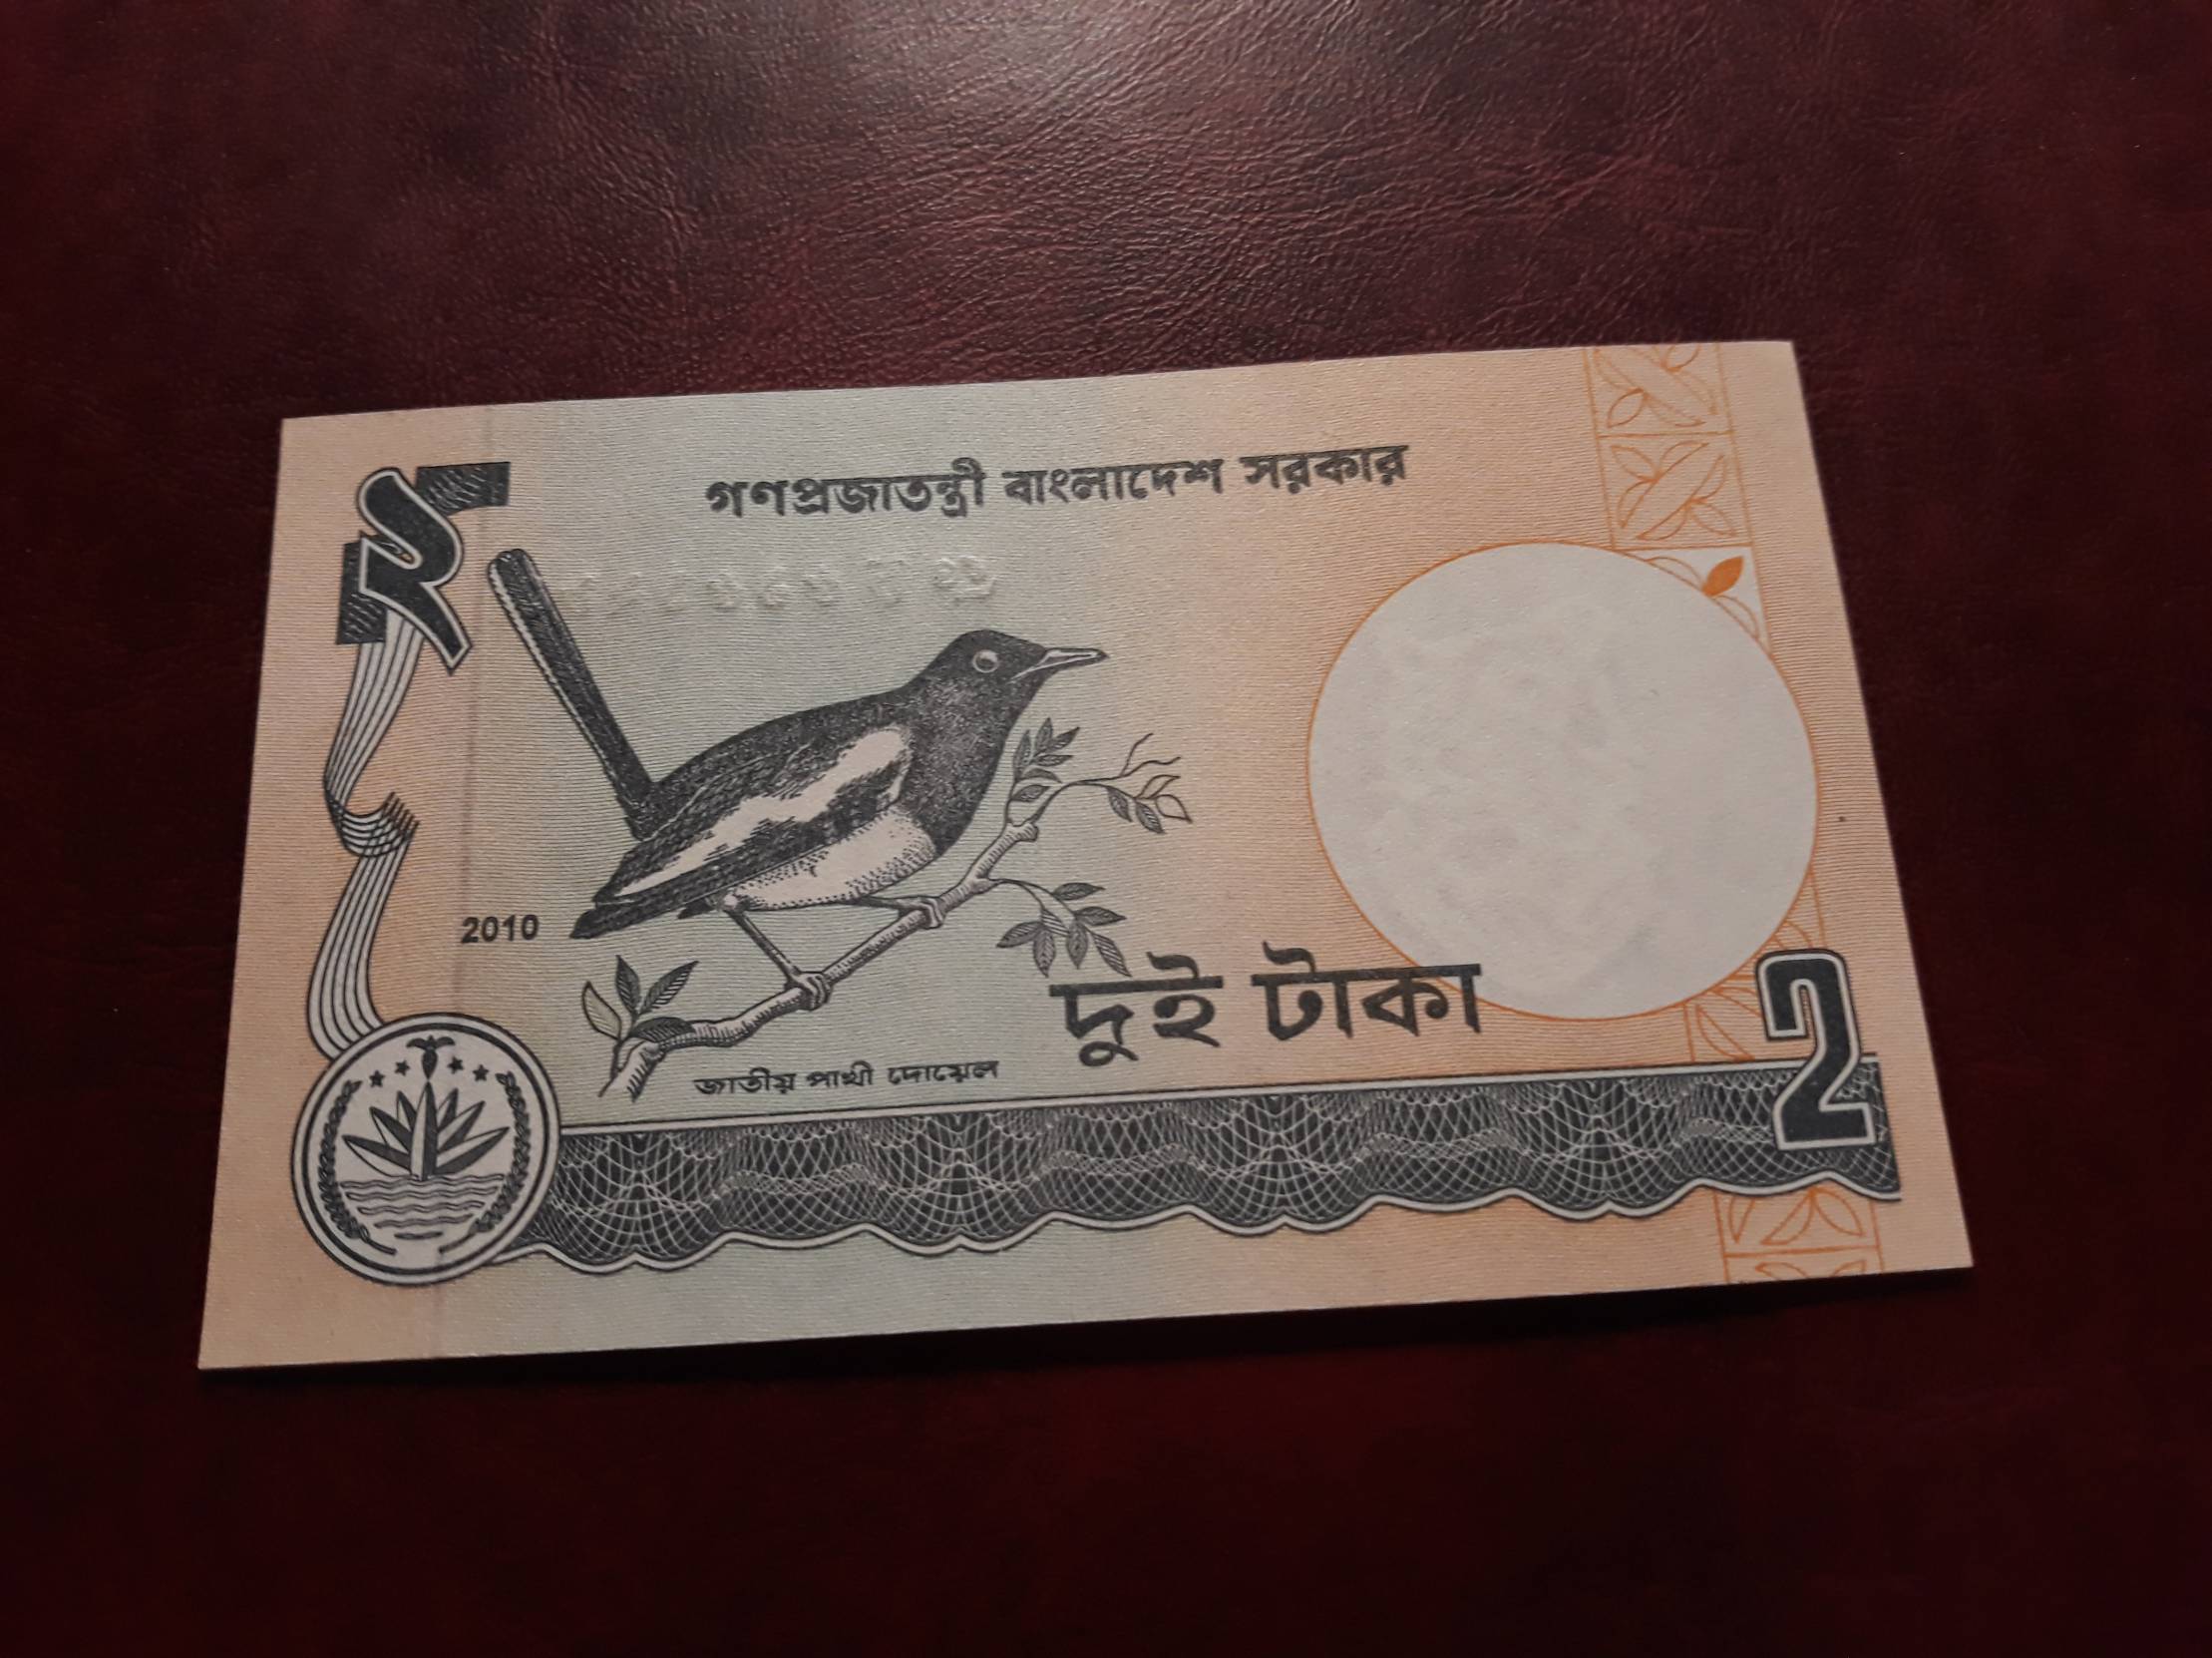 ২
গণপ্রজাতন্ত্রী বাংলাদেশ সরকার
2010
দুই টাকা
জাতীয় পাখী দোয়েল
2